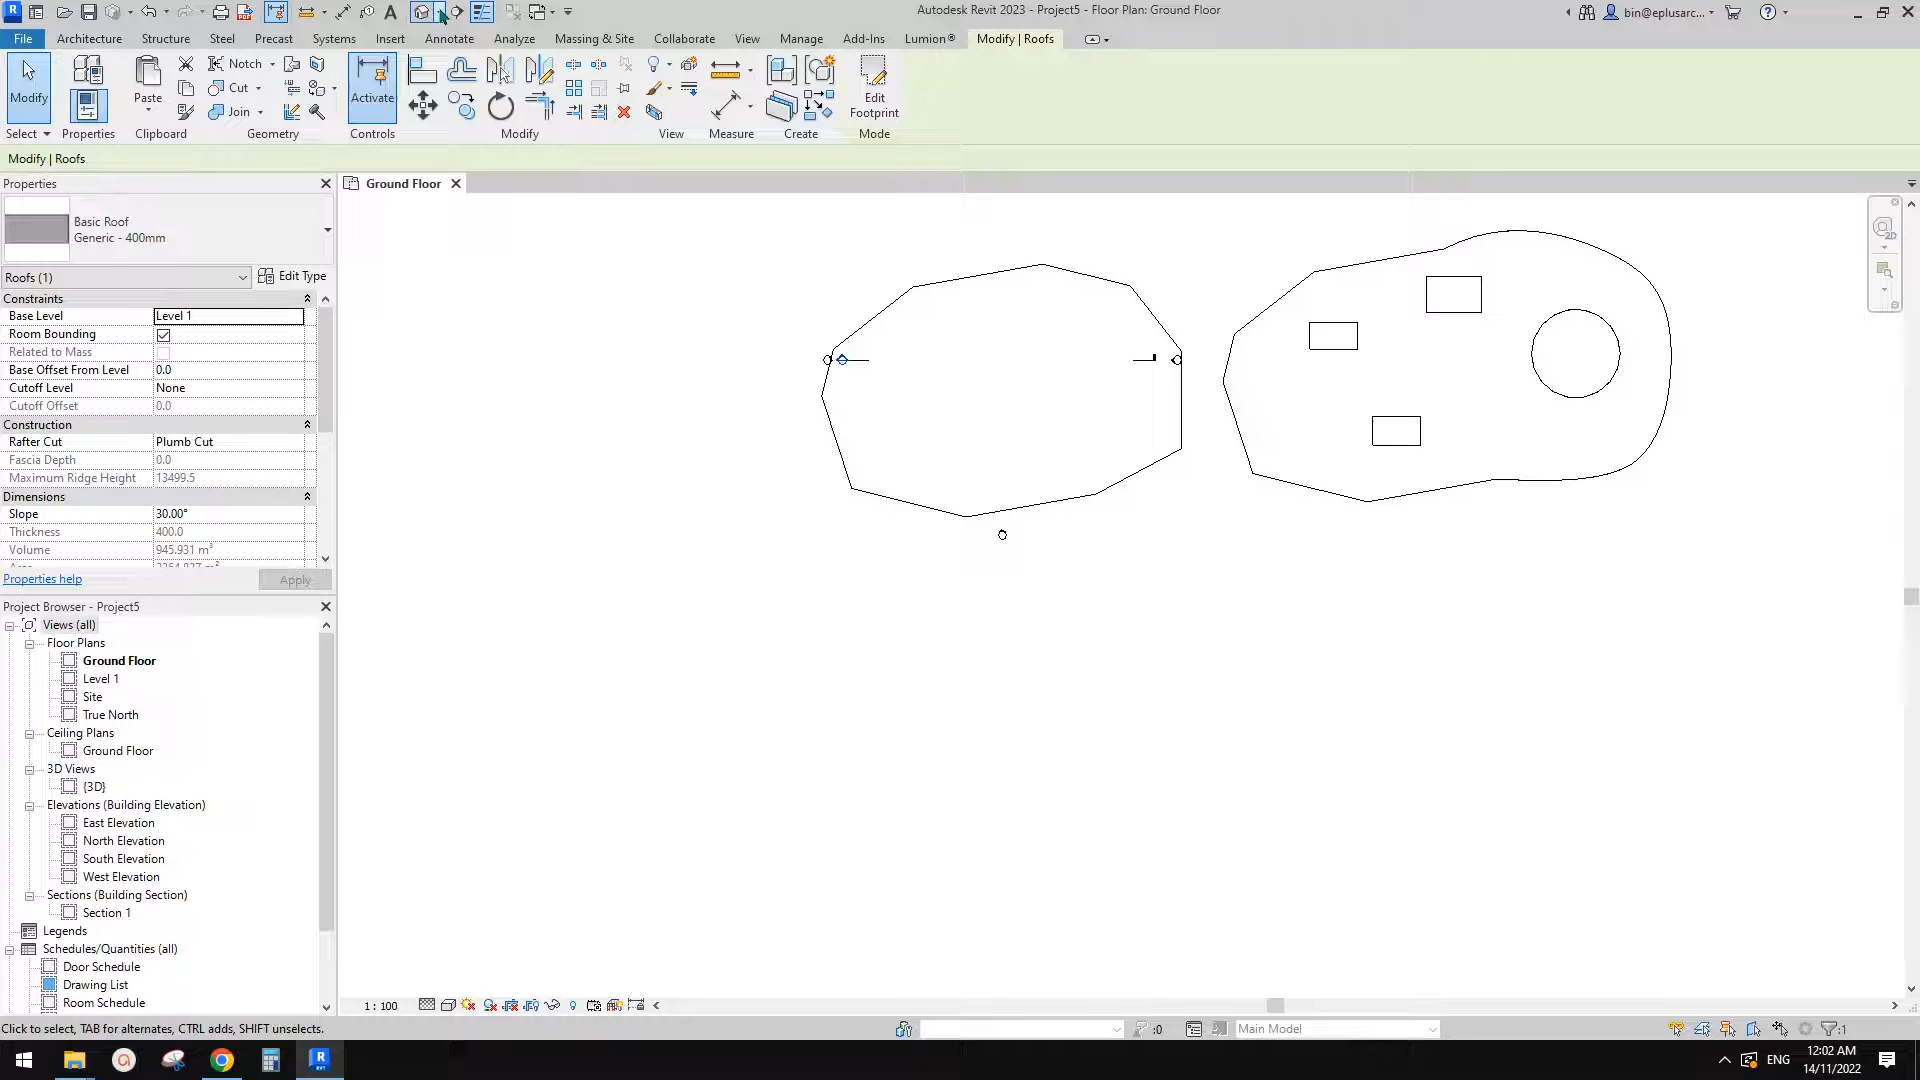 Autodesk Revit 2023 - Project5 - Floor Plan: Ground Floor
bin@eplusarc...
File Architecture Structure Steel Precast Systems Insert Annotate Analyze Massing & Site Collaborate View Manage Add-Ins Lumion® Modify | Roofs
Modify
Paste
Notch
Cut
Join
Activate
Edit
Footprint
Select Properties Clipboard Geometry Controls Modify View Measure Create Mode
Modify | Roofs
Properties
Ground Floor
Basic Roof
Generic - 400mm
Roofs (1)
Edit Type
Constraints
Base Level Level 1
Room Bounding
Related to Mass
Base Offset From Level 0.0
Cutoff Level None
Cutoff Offset 0.0
Construction
Rafter Cut Plumb Cut
Fascia Depth 0.0
Maximum Ridge Height 13499.5
Dimensions
Slope 30.00°
Thickness 400.0
Volume 945.931 m³
Properties help
Apply
Project Browser - Project5
Views (all)
Floor Plans
Ground Floor
Level 1
Site
True North
Ceiling Plans
Ground Floor
3D Views
{3D}
Elevations (Building Elevation)
East Elevation
North Elevation
South Elevation
West Elevation
Sections (Building Section)
Section 1
Legends
Schedules/Quantities (all)
Door Schedule
Drawing List
Room Schedule
1 : 100
Click to select, TAB for alternates, CTRL adds, SHIFT unselects.
:0
Main Model
:1
ENG
12:02 AM
14/11/2022